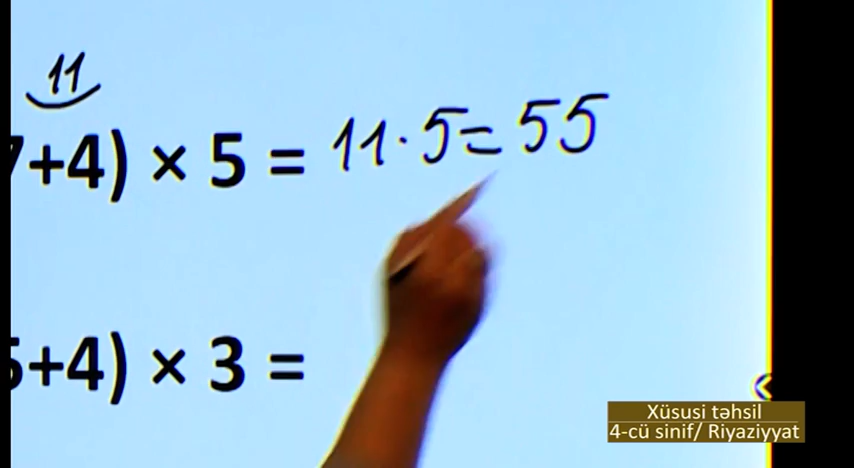 11
7+4) × 5 = 11·5=55
5+4) × 3 =
Xüsusi təhsil
4-cü sinif/ Riyaziyyat